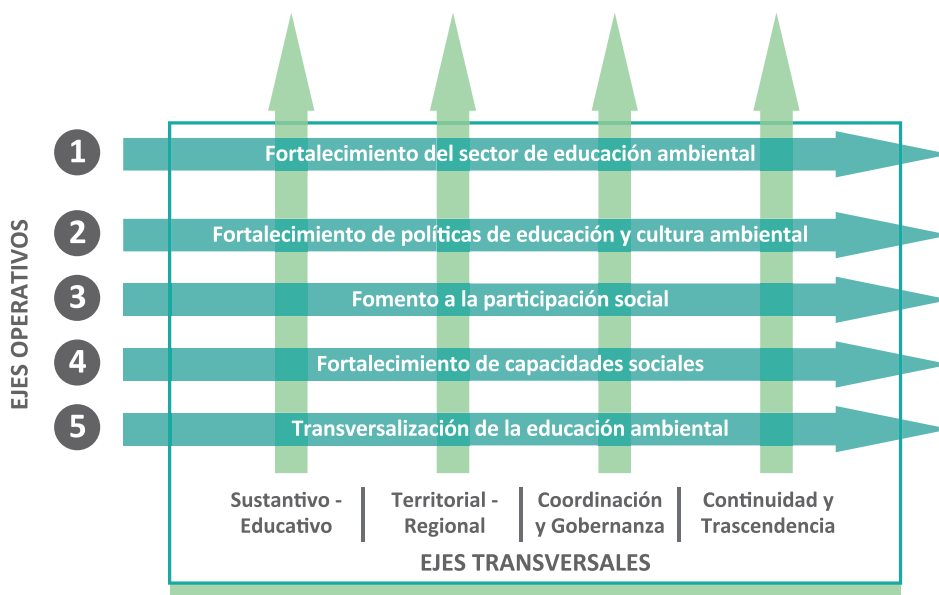 EJES OPERATIVOS
1
Fortalecimiento del sector de educación ambiental
2
Fortalecimiento de políticas de educación y cultura ambiental
3
Fomento a la participación social
4
Fortalecimiento de capacidades sociales
5
Transversalización de la educación ambiental
Sustantivo -
Educativo
Territorial -
Regional
Coordinación
y Gobernanza
Continuidad y
Trascendencia
EJES TRANSVERSALES